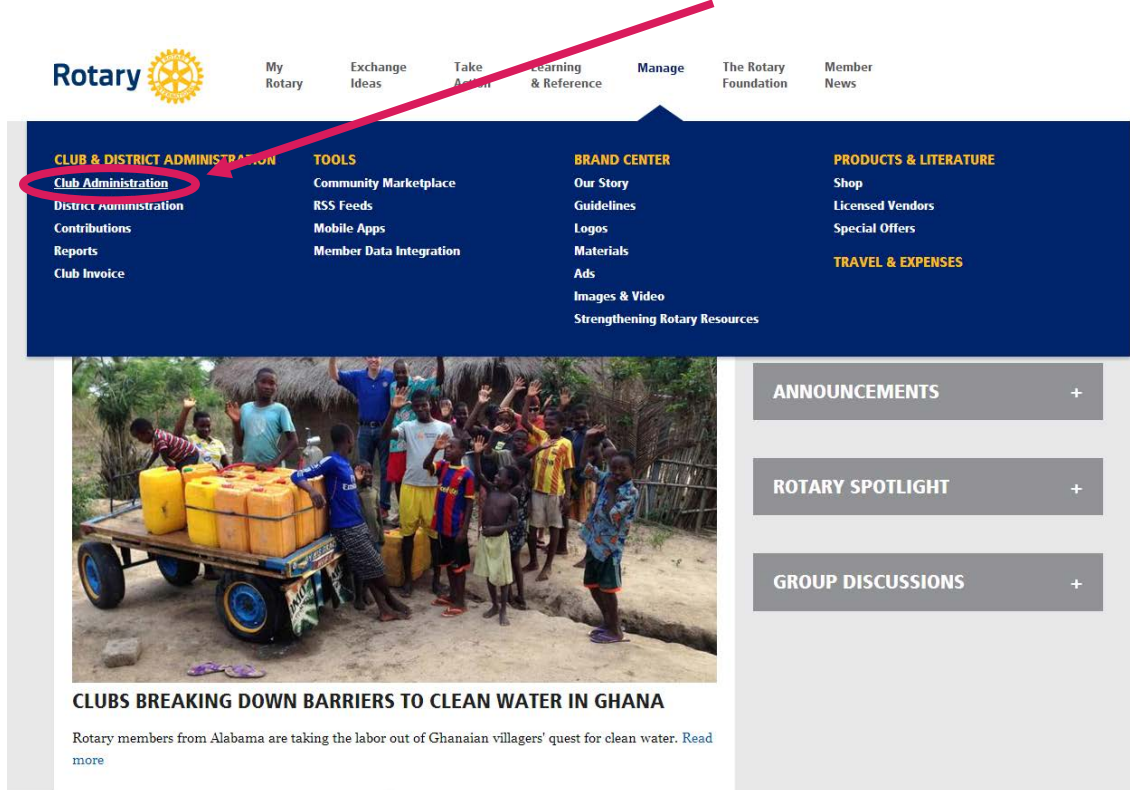 Rotary
My
Rotary
Exchange
Ideas
Take
Action
Learning
& Reference
Manage
The Rotary
Foundation
Member
News
CLUB & DISTRICT ADMINISTRATION
Club Administration
District Administration
Contributions
Reports
Club Invoice
TOOLS
Community Marketplace
RSS Feeds
Mobile Apps
Member Data Integration
BRAND CENTER
Our Story
Guidelines
Logos
Materials
Ads
Images & Video
Strengthening Rotary Resources
PRODUCTS & LITERATURE
Shop
Licensed Vendors
Special Offers
TRAVEL & EXPENSES
ANNOUNCEMENTS +
ROTARY SPOTLIGHT +
GROUP DISCUSSIONS +
CLUBS BREAKING DOWN BARRIERS TO CLEAN WATER IN GHANA
Rotary members from Alabama are taking the labor out of Ghanaian villagers' quest for clean water. Read
more